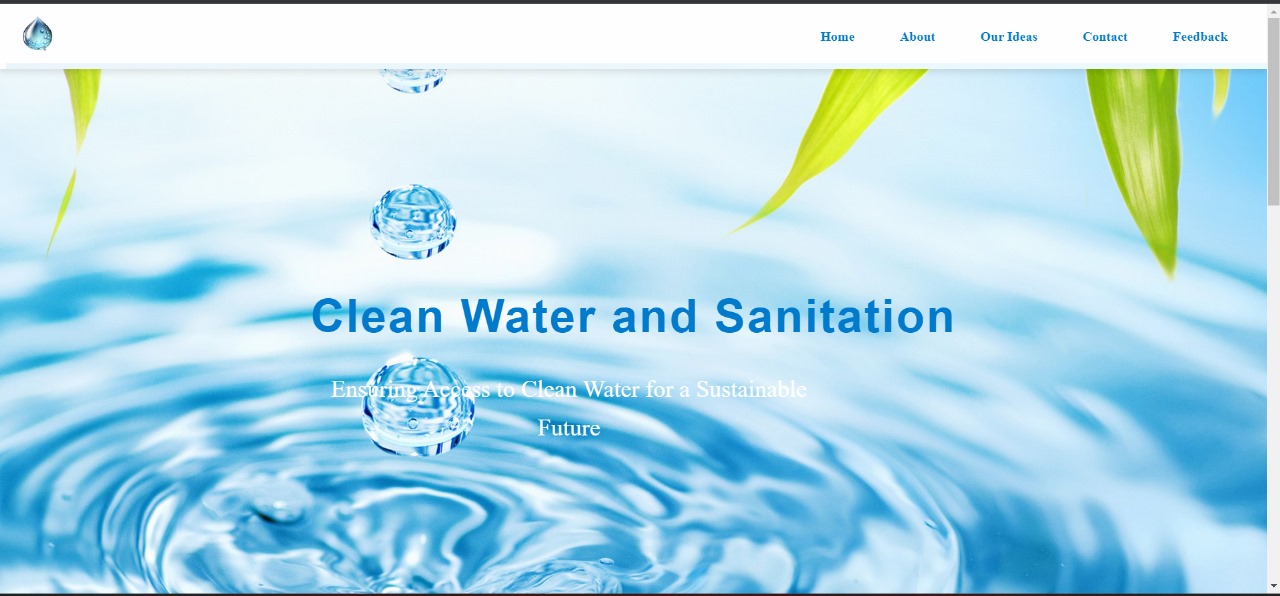 Home About Our Ideas Contact Feedback
Clean Water and Sanitation
Ensuring Access to Clean Water for a Sustainable
Future